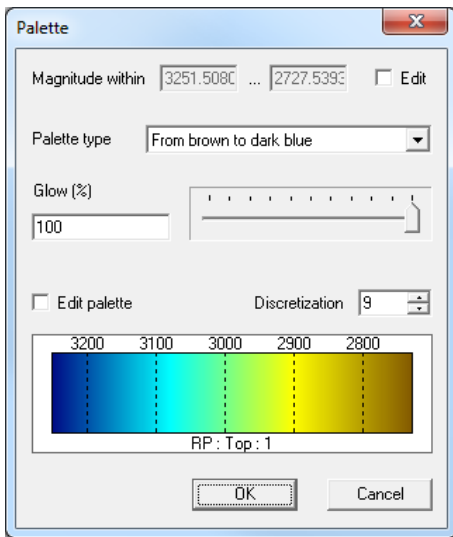 Palette
Magnitude within 3251.5080 ... 2727.5393 Edit
Palette type From brown to dark blue
Glow (%)
100
Edit palette Discretization 9
3200 3100 3000 2900 2800
RP : Top : 1
OK Cancel